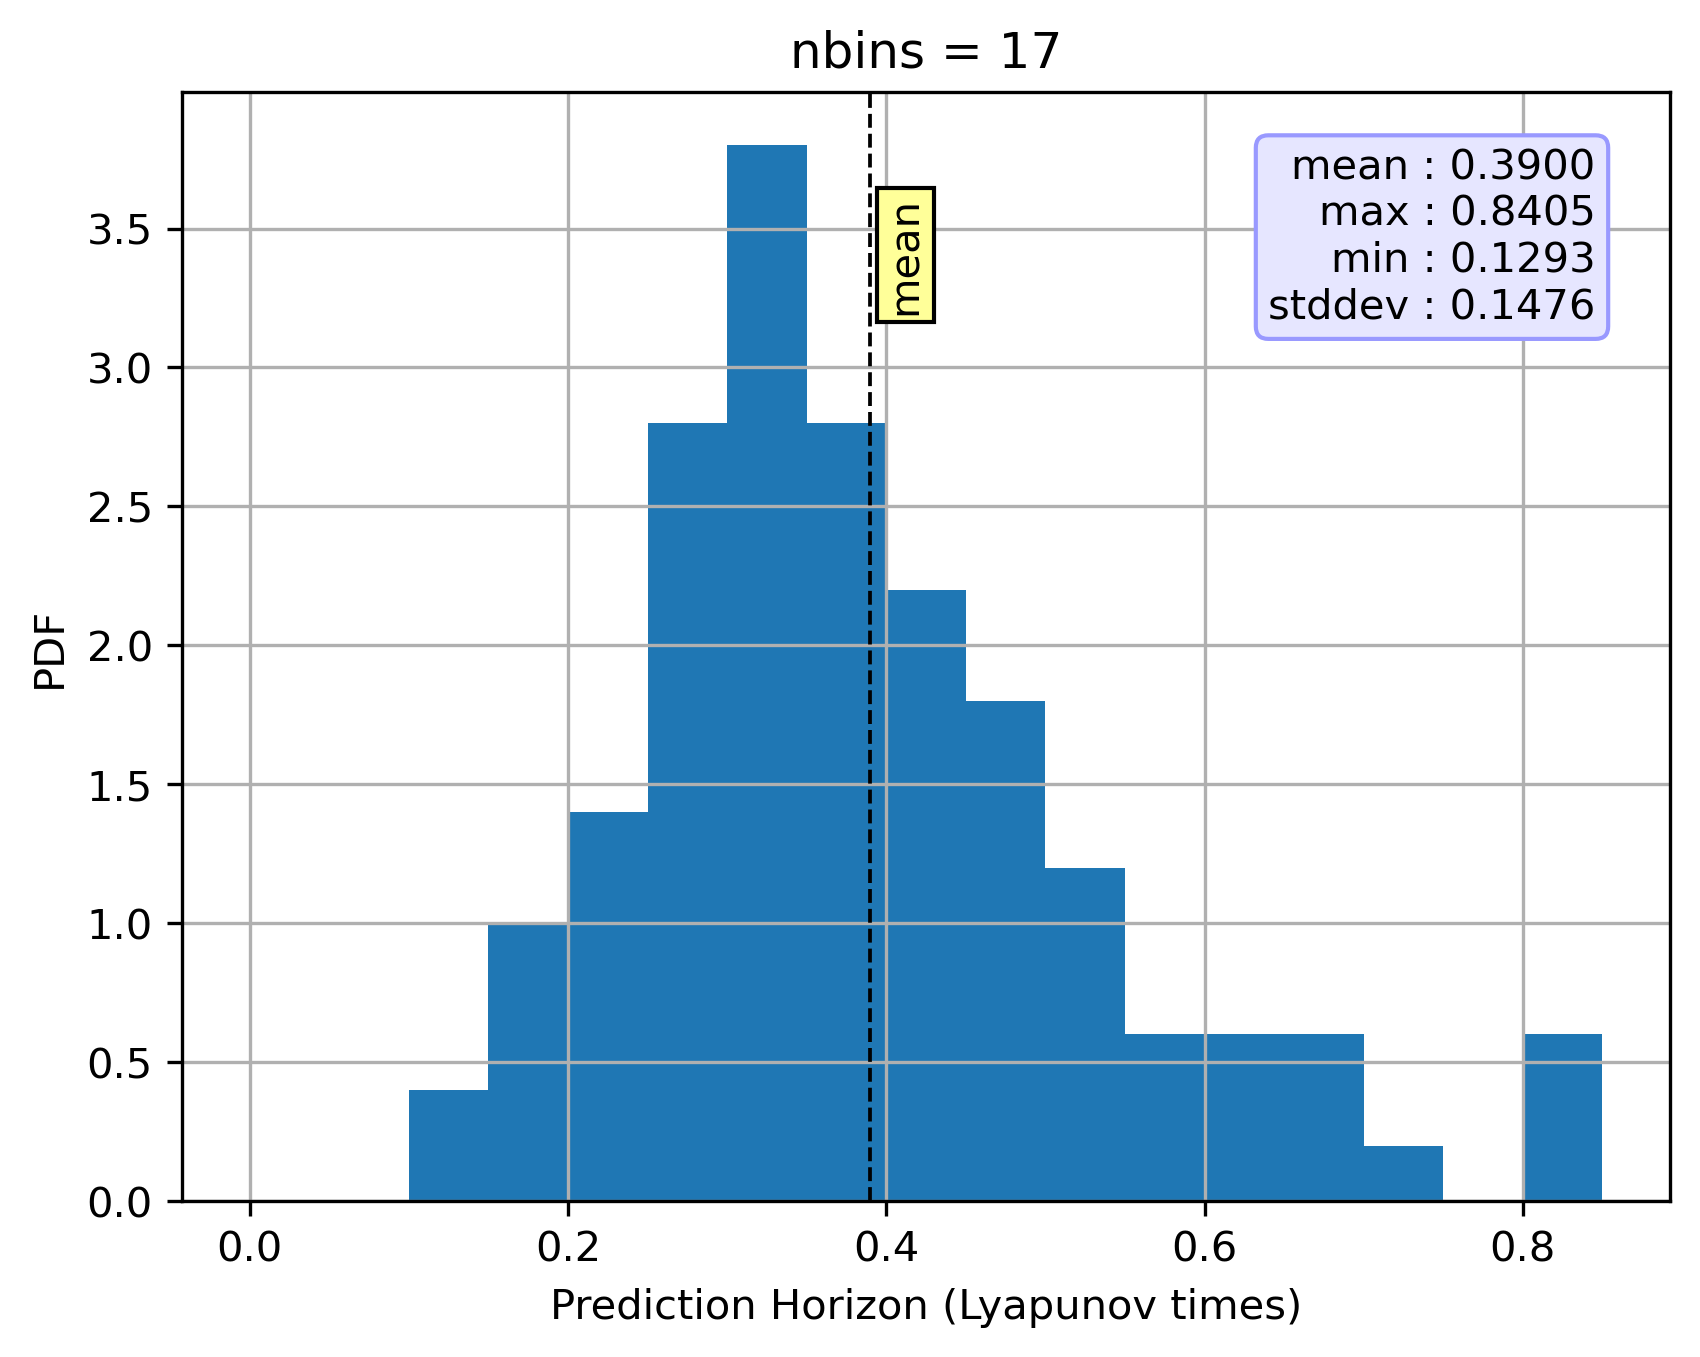 nbins = 17
mean : 0.3900
max : 0.8405
min : 0.1293
stddev : 0.1476
mean
3.5
3.0
2.5
2.0
1.5
1.0
0.5
0.0
PDF
0.0 0.2 0.4 0.6 0.8
Prediction Horizon (Lyapunov times)